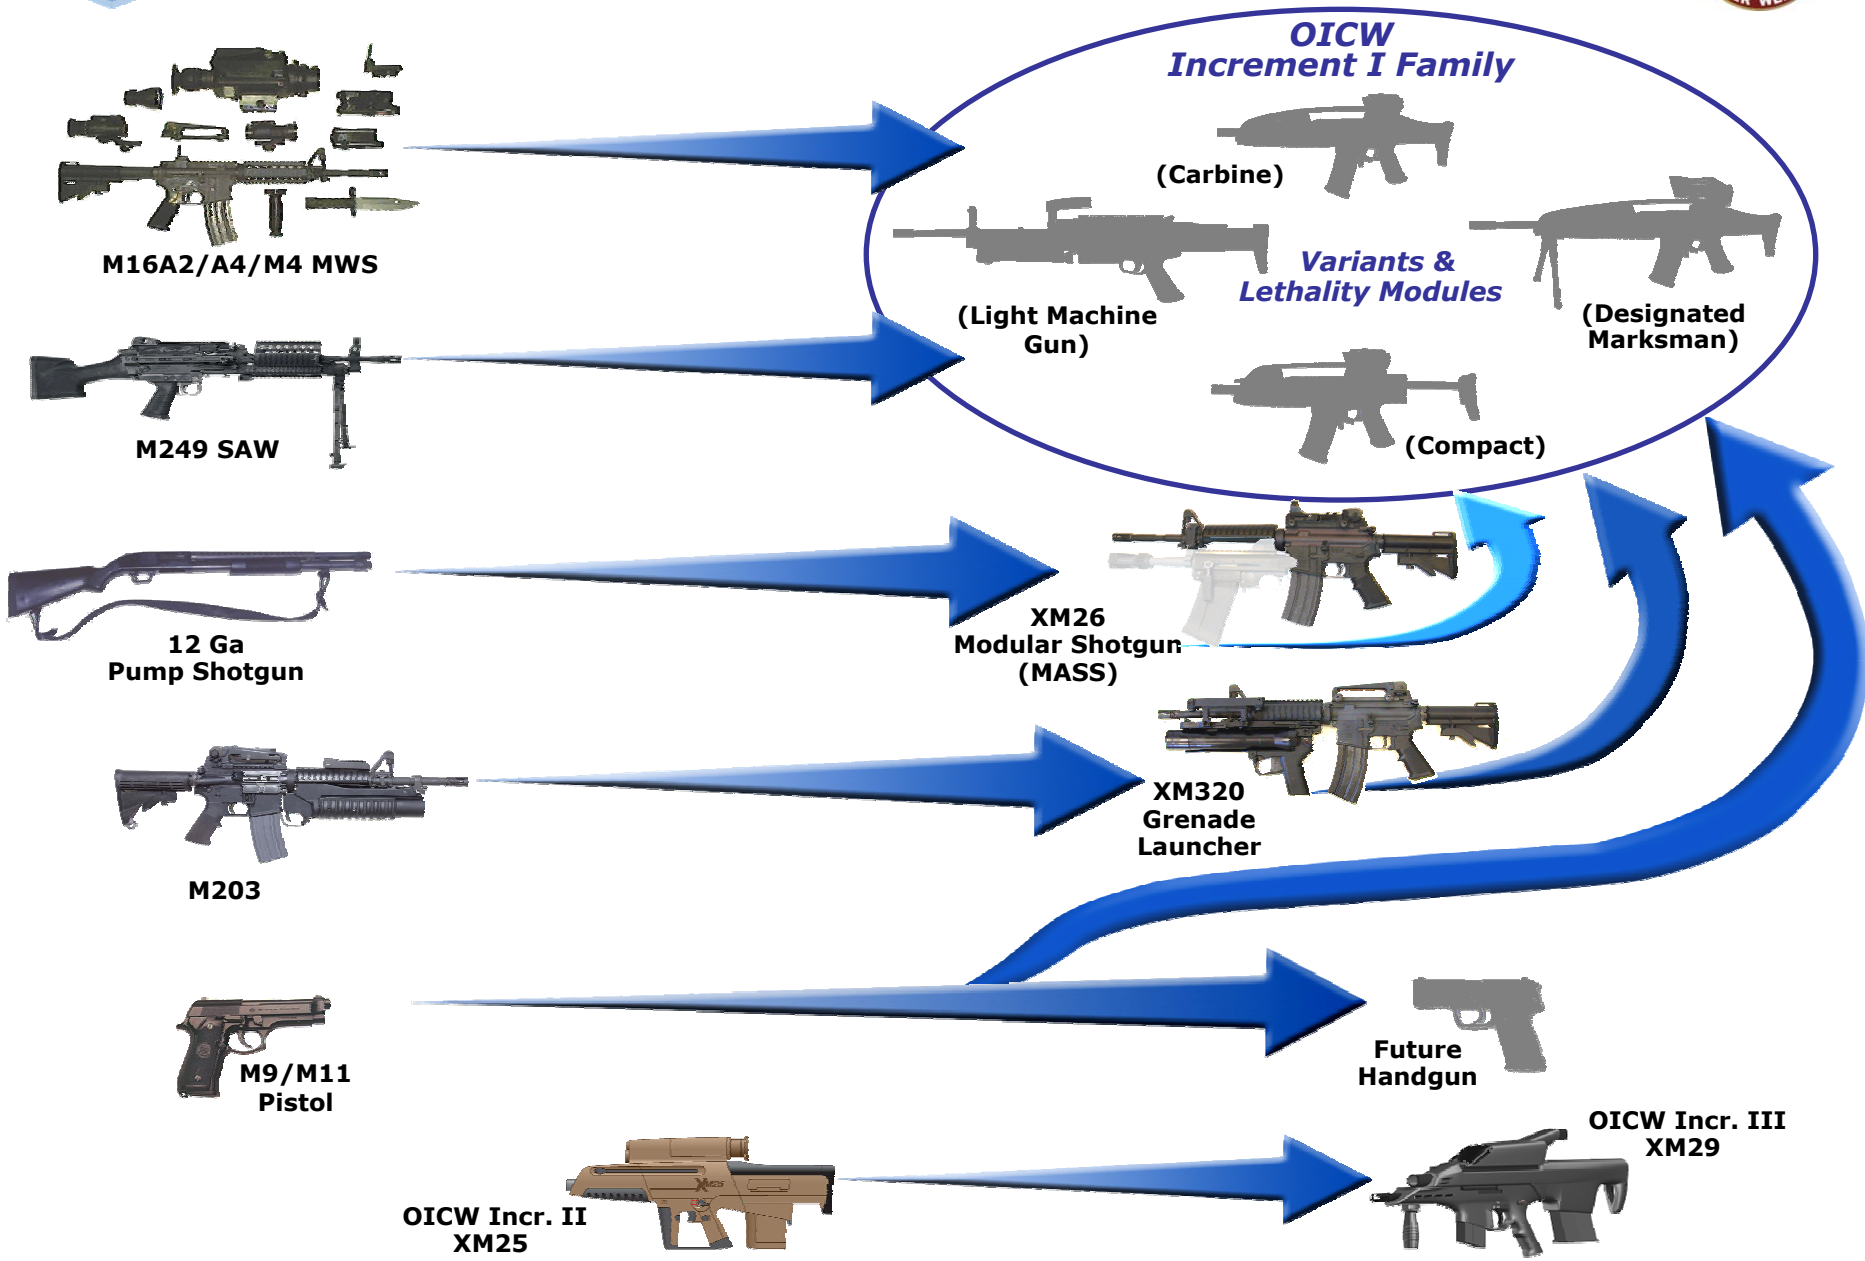 OICW
Increment I Family
(Carbine)
M16A2/A4/M4 MWS
Variants &
Lethality Modules
(Light Machine
Gun)
(Designated
Marksman)
M249 SAW
(Compact)
12 Ga
Pump Shotgun
XM26
Modular Shotgun
(MASS)
XM320
Grenade
Launcher
M203
M9/M11
Pistol
Future
Handgun
OICW Incr. III
XM29
XM25
OICW Incr. II
XM25